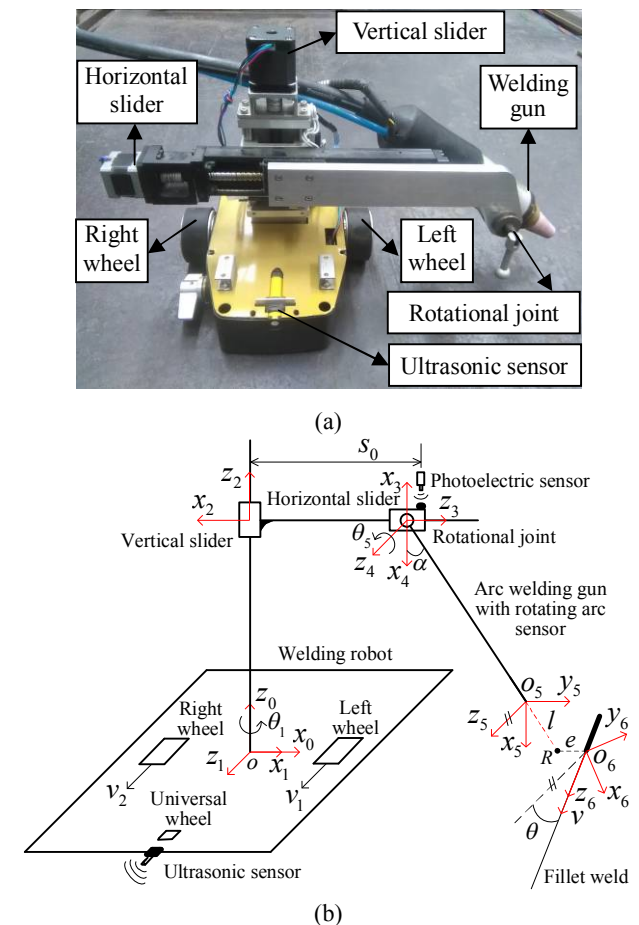 Vertical slider
Horizontal
slider
Welding
gun
Right
wheel
Left
wheel
Rotational joint
Ultrasonic sensor
(a)
s₀
z₂
x₃
Photoelectric sensor
x₂
Horizontal slider
z₃
Vertical slider
θ₅
Rotational joint
z₄
x₄
α
Arc welding gun
with rotating arc
sensor
Welding robot
o₅
y₅
Right
wheel
z₀
θ₁
Left
wheel
z₅
x₅
l
y₆
z₁
o
x₀
x₁
R
e
o₆
v₂
v₁
z₆
x₆
Universal
wheel
θ
v
Ultrasonic sensor
Fillet weld
(b)